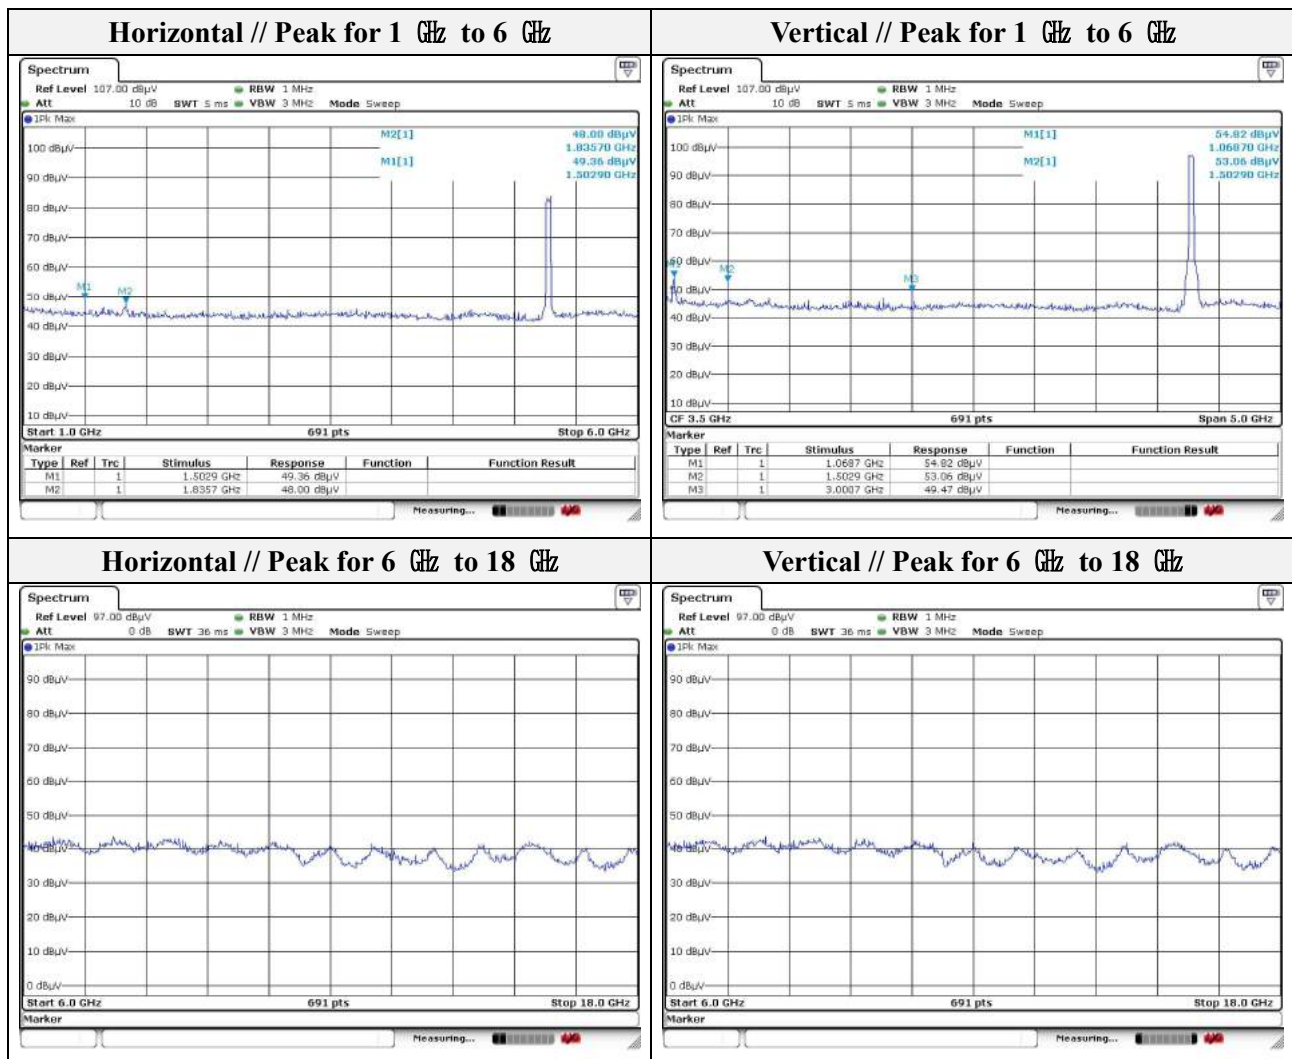 Horizontal // Peak for 1 ㎓ to 6 ㎓
Spectrum
Ref Level 107.00 dBµV RBW 1 MHz
Att 10 dB SWT 5 ms VBW 3 MHz Mode Sweep
1Pk Max
M2[1] 48.00 dBµV
1.83570 GHz
M1[1] 49.36 dBµV
1.50290 GHz
100 dBµV
90 dBµV
80 dBµV
70 dBµV
60 dBµV
M1 M2
50 dBµV
40 dBµV
30 dBµV
20 dBµV
10 dBµV
Start 1.0 GHz 691 pts Stop 6.0 GHz
Marker
Type Ref Trc Stimulus Response Function Function Result
M1 1 1.5029 GHz 49.36 dBµV
M2 1 1.8357 GHz 48.00 dBµV
Measuring...
Vertical // Peak for 1 ㎓ to 6 ㎓
Spectrum
Ref Level 107.00 dBµV RBW 1 MHz
Att 10 dB SWT 5 ms VBW 3 MHz Mode Sweep
1Pk Max
M1[1] 54.82 dBµV
1.06870 GHz
M2[1] 53.06 dBµV
1.50290 GHz
100 dBµV
90 dBµV
80 dBµV
70 dBµV
60 dBµV
M1 M2
M3
50 dBµV
40 dBµV
30 dBµV
20 dBµV
10 dBµV
CF 3.5 GHz 691 pts Span 5.0 GHz
Marker
Type Ref Trc Stimulus Response Function Function Result
M1 1 1.0687 GHz 54.82 dBµV
M2 1 1.5029 GHz 53.06 dBµV
M3 1 3.0007 GHz 49.47 dBµV
Measuring...
Horizontal // Peak for 6 ㎓ to 18 ㎓
Spectrum
Ref Level 97.00 dBµV RBW 1 MHz
Att 0 dB SWT 36 ms VBW 3 MHz Mode Sweep
1Pk Max
90 dBµV
80 dBµV
70 dBµV
60 dBµV
50 dBµV
40 dBµV
30 dBµV
20 dBµV
10 dBµV
0 dBµV
Start 6.0 GHz 691 pts Stop 18.0 GHz
Marker
Measuring...
Vertical // Peak for 6 ㎓ to 18 ㎓
Spectrum
Ref Level 97.00 dBµV RBW 1 MHz
Att 0 dB SWT 36 ms VBW 3 MHz Mode Sweep
1Pk Max
90 dBµV
80 dBµV
70 dBµV
60 dBµV
50 dBµV
40 dBµV
30 dBµV
20 dBµV
10 dBµV
0 dBµV
Start 6.0 GHz 691 pts Stop 18.0 GHz
Marker
Measuring...